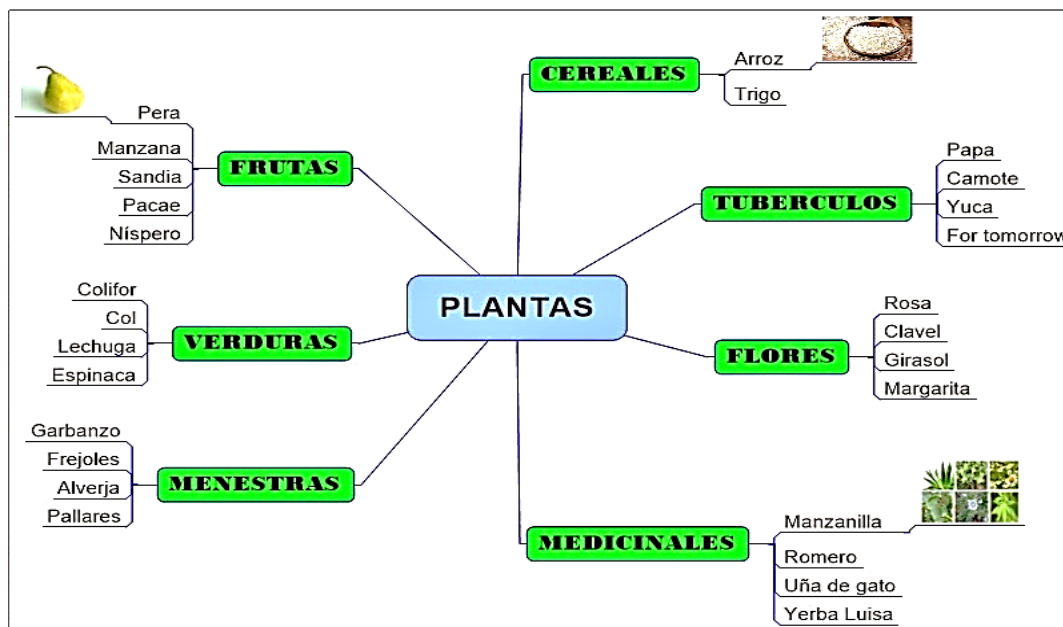 PLANTAS
CEREALES
Arroz
Trigo
TUBERCULOS
Papa
Camote
Yuca
For tomorrow
FLORES
Rosa
Clavel
Girasol
Margarita
MEDICINALES
Manzanilla
Romero
Uña de gato
Yerba Luisa
FRUTAS
Pera
Manzana
Sandia
Pacae
Níspero
VERDURAS
Colifor
Col
Lechuga
Espinaca
MENESTRAS
Garbanzo
Frejoles
Alverja
Pallares